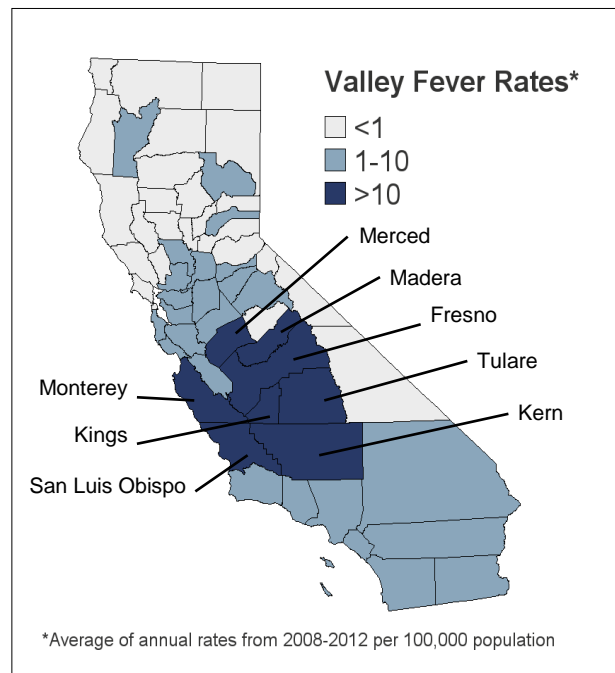 Valley Fever Rates*
<1
1-10
>10
Merced
Madera
Fresno
Tulare
Monterey
Kern
Kings
San Luis Obispo
*Average of annual rates from 2008-2012 per 100,000 population